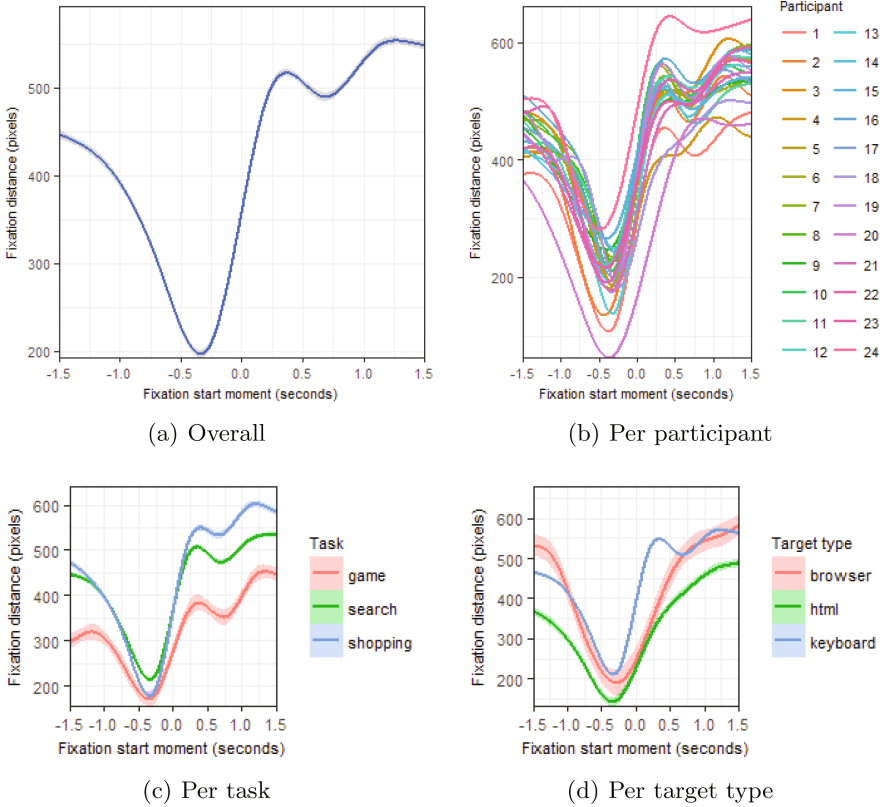 Fixation distance (pixels)
500
400
300
200
-1.5 -1.0 -0.5 0.0 0.5 1.0 1.5
Fixation start moment (seconds)
(a) Overall
Fixation distance (pixels)
600
400
200
-1.5 -1.0 -0.5 0.0 0.5 1.0 1.5
Fixation start moment (seconds)
Participant
1 13
2 14
3 15
4 16
5 17
6 18
7 19
8 20
9 21
10 22
11 23
12 24
(b) Per participant
Fixation distance (pixels)
600
500
400
300
200
-1.5 -1.0 -0.5 0.0 0.5 1.0 1.5
Fixation start moment (seconds)
Task
game
search
shopping
(c) Per task
Fixation distance (pixels)
600
500
400
300
200
-1.5 -1.0 -0.5 0.0 0.5 1.0 1.5
Fixation start moment (seconds)
Target type
browser
html
keyboard
(d) Per target type